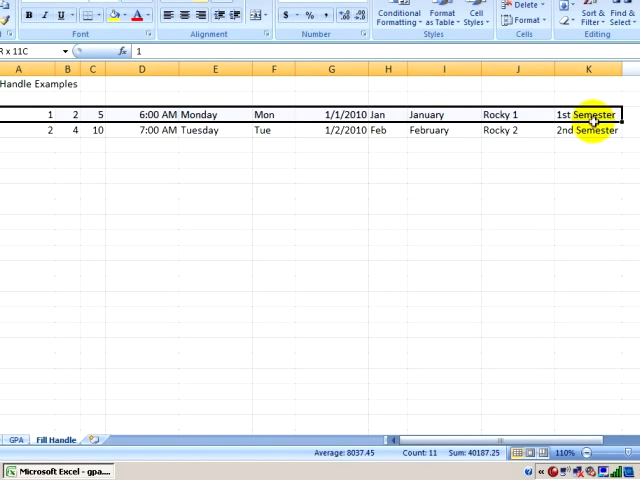 B I U $ % , .0 .00 Conditional Formatting Format as Table Cell Styles Delete Format Σ Sort & Filter Find & Select
Font Alignment Number Styles Cells Editing
R x 11C fx 1
A B C D E F G H I J K
Handle Examples
1 2 5 6:00 AM Monday Mon 1/1/2010 Jan January Rocky 1 1st Semester
2 4 10 7:00 AM Tuesday Tue 1/2/2010 Feb February Rocky 2 2nd Semester
GPA Fill Handle
Average: 8037.45 Count: 11 Sum: 40187.25 110%
Microsoft Excel - gpa....